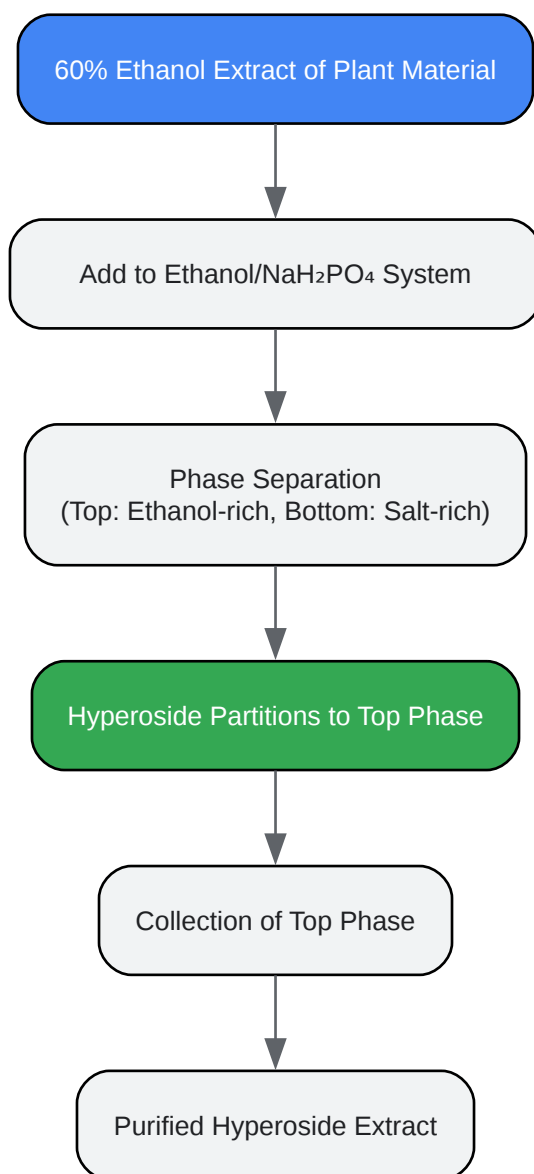 60% Ethanol Extract of Plant Material
Add to Ethanol/NaH₂PO₄ System
Phase Separation
(Top: Ethanol-rich, Bottom: Salt-rich)
Hyperoside Partitions to Top Phase
Collection of Top Phase
Purified Hyperoside Extract